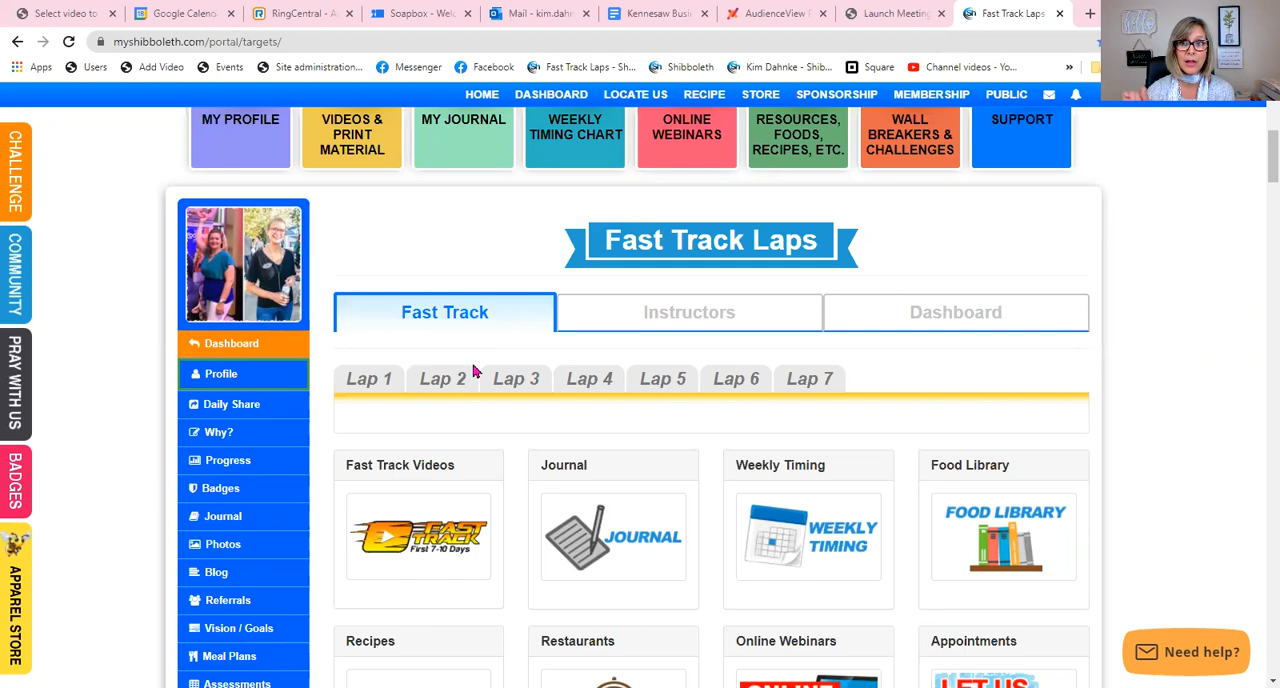 Select video to
Google Calend
RingCentral - A
Soapbox - Welc
Mail - kim.dahn
Kennesaw Busi
AudienceView P
Launch Meeting
Fast Track Laps
myshibboleth.com/portal/targets/
Apps
Users
Add Video
Events
Site administration...
Messenger
Facebook
Fast Track Laps - Sh...
Shibboleth
Kim Dahnke - Shib...
Square
Channel videos - Yo...
»
HOME
DASHBOARD
LOCATE US
RECIPE
STORE
SPONSORSHIP
MEMBERSHIP
PUBLIC
MY PROFILE
VIDEOS &
PRINT
MATERIAL
MY JOURNAL
WEEKLY
TIMING CHART
ONLINE
WEBINARS
RESOURCES,
FOODS,
RECIPES, ETC.
WALL
BREAKERS &
CHALLENGES
SUPPORT
CHALLENGE
COMMUNITY
PRAY WITH US
BADGES
APPAREL STORE
Dashboard
Profile
Daily Share
Why?
Progress
Badges
Journal
Photos
Blog
Referrals
Vision / Goals
Meal Plans
Assessments
Fast Track Laps
Fast Track
Instructors
Dashboard
Lap 1
Lap 2
Lap 3
Lap 4
Lap 5
Lap 6
Lap 7
Fast Track Videos
Journal
Weekly Timing
Food Library
FAST
TRACK
First 7-10 Days
JOURNAL
WEEKLY
TIMING
FOOD LIBRARY
Recipes
Restaurants
Online Webinars
Appointments
ONLINE
LET US
Need help?